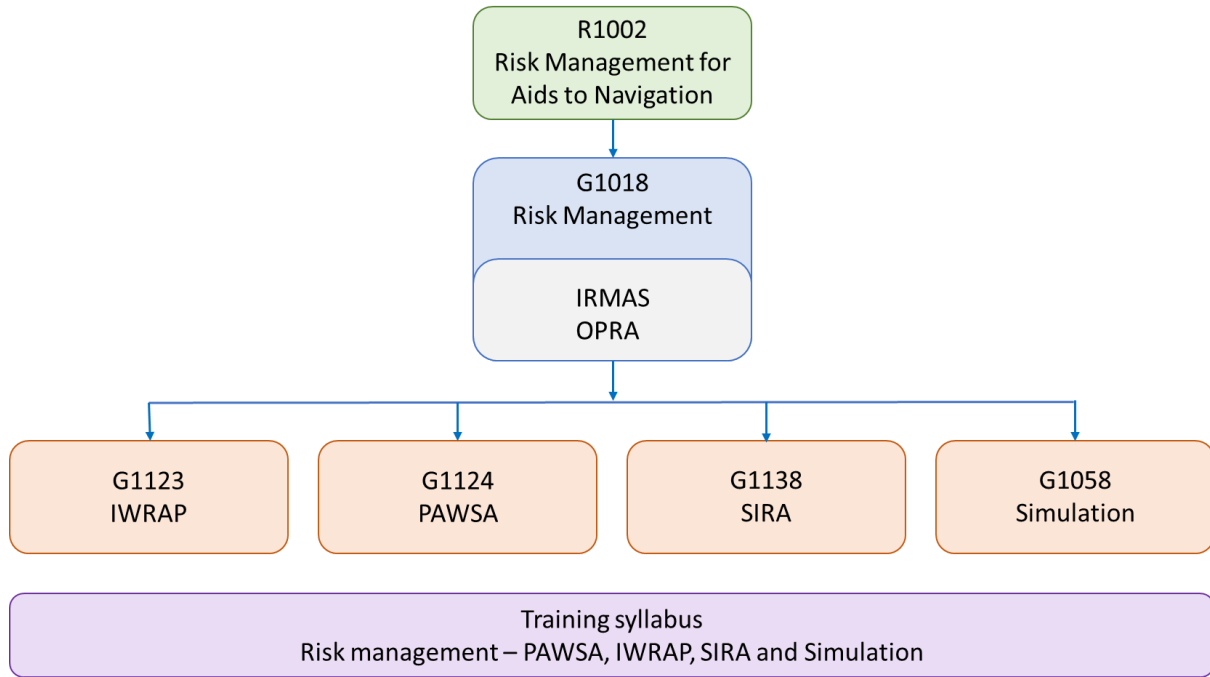 R1002
Risk Management for
Aids to Navigation
G1018
Risk Management
IRMAS
OPRA
G1123
IWRAP
G1124
PAWSA
G1138
SIRA
G1058
Simulation
Training syllabus
Risk management – PAWSA, IWRAP, SIRA and Simulation